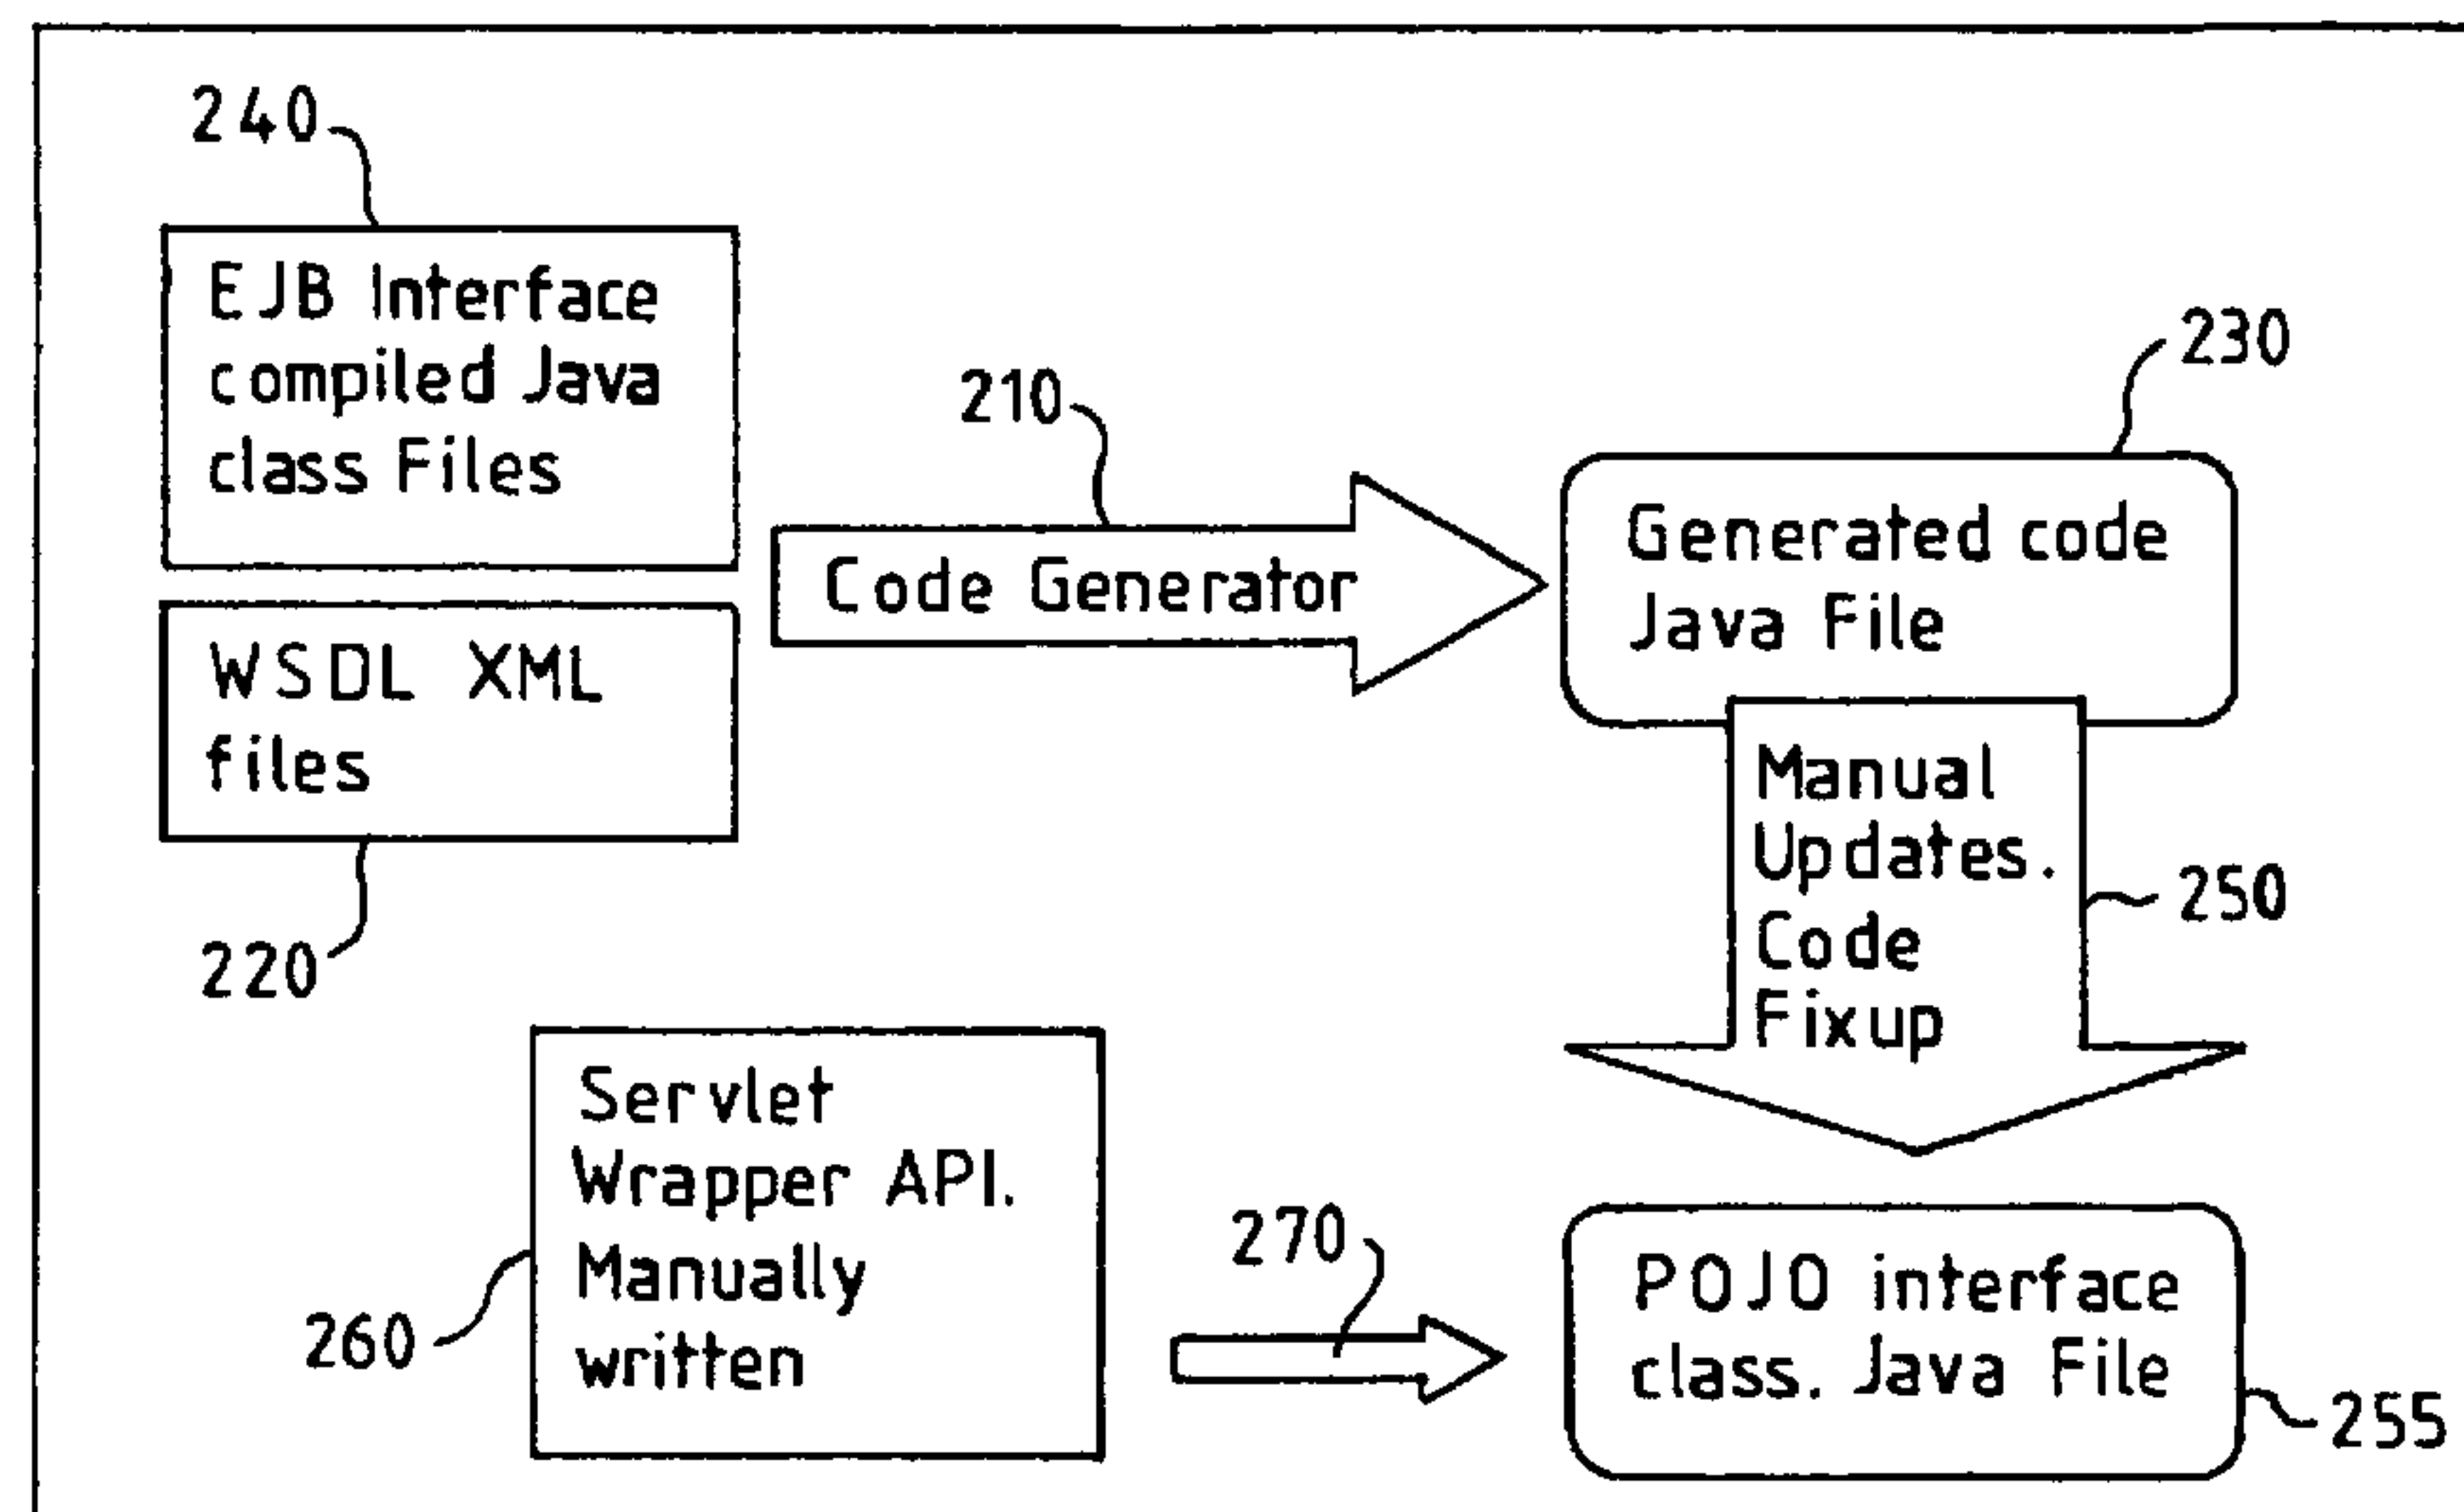 240
EJB Interface
compiled Java
class Files
210
Code Generator
230
Generated code
Java File
WSDL XML
files
220
Manual
Updates.
Code
Fixup
250
Servlet
Wrapper API.
Manually
written
260
270
POJO interface
class. Java File
255